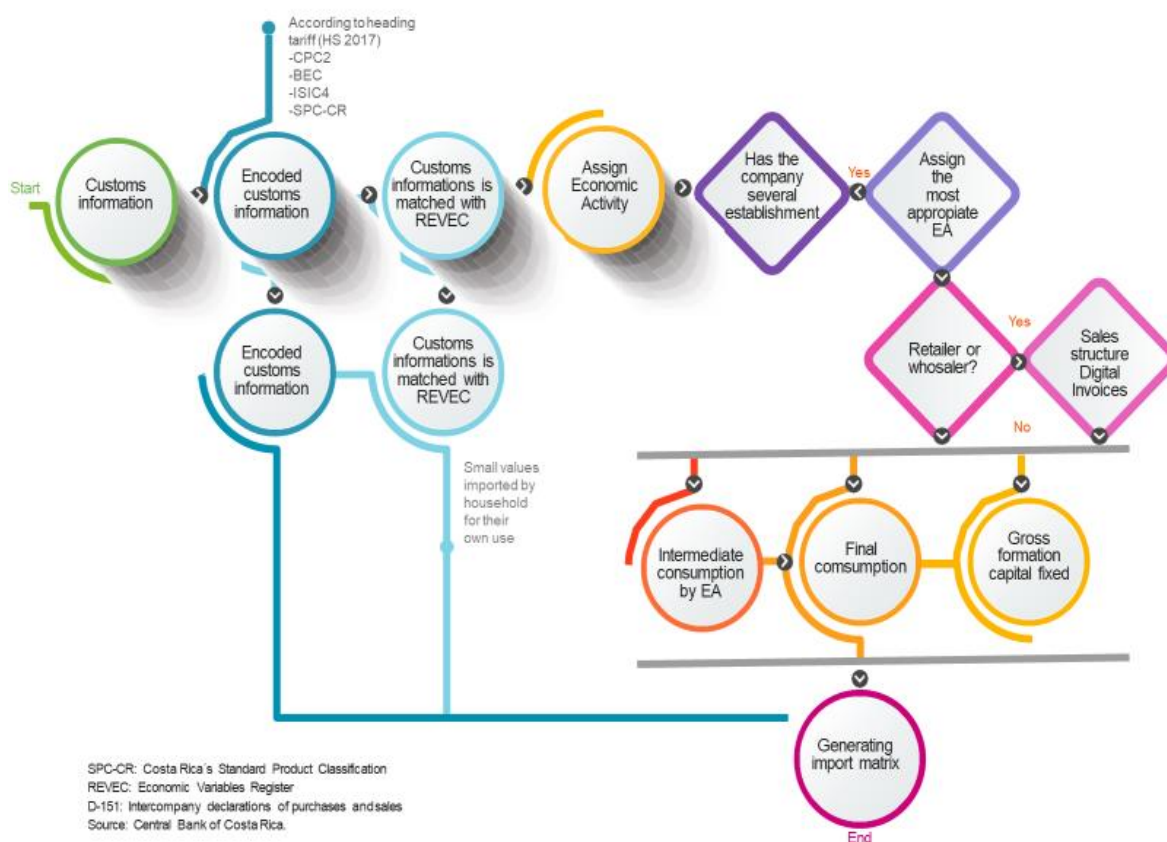 According to heading
tariff (HS 2017)
-CPC2
-BEC
-ISIC4
-SPC-CR
Start
Customs
information
Encoded
customs
information
Customs
informations is
matched with
REVEC
Assign
Economic
Activity
Has the
company
several
establishment
Yes
Assign
the
most
appropiate
EA
Encoded
customs
information
Customs
informations is
matched with
REVEC
Retailer or
whosaler?
Yes
Sales
structure
Digital
Invoices
No
Small values
imported by
household
for their
own use
Intermediate
consumption
by EA
Final
comsumption
Gross
formation
capital fixed
Generating
import matrix
End
SPC-CR: Costa Rica´s Standard Product Classification
REVEC: Economic Variables Register
D-151: Intercompany declarations of purchases and sales
Source: Central Bank of Costa Rica.